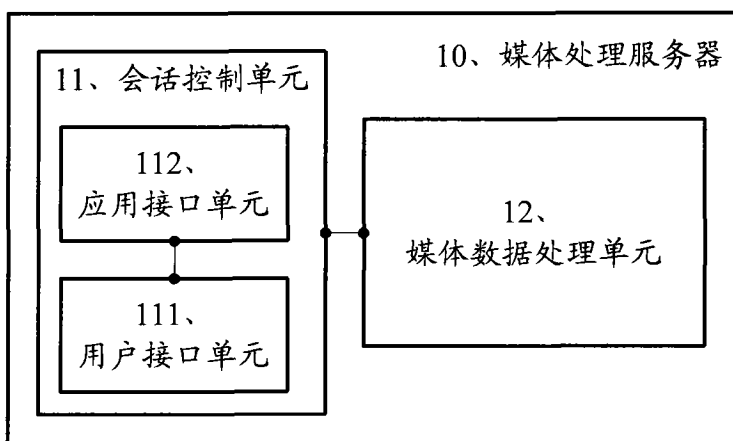 10、媒体处理服务器
11、会话控制单元
112、
应用接口单元
111、
用户接口单元
12、
媒体数据处理单元